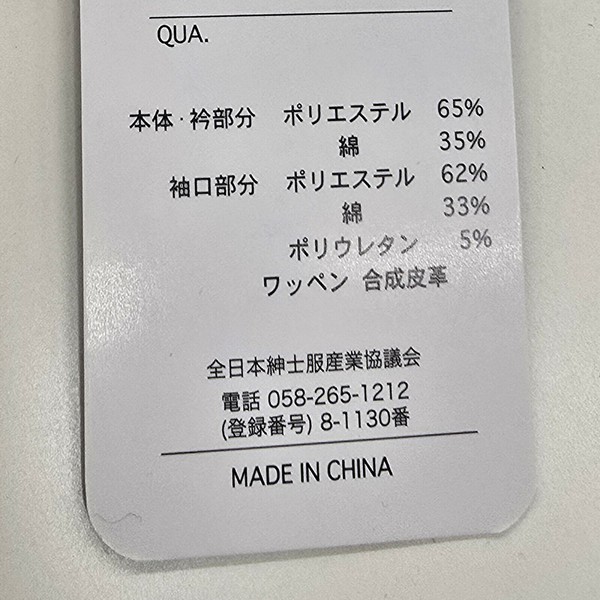 QUA.
本体・衿部分 ポリエステル 65%
綿 35%
袖口部分 ポリエステル 62%
綿 33%
ポリウレタン 5%
ワッペン 合成皮革
全日本紳士服産業協議会
電話 058-265-1212
(登録番号) 8-1130番
MADE IN CHINA